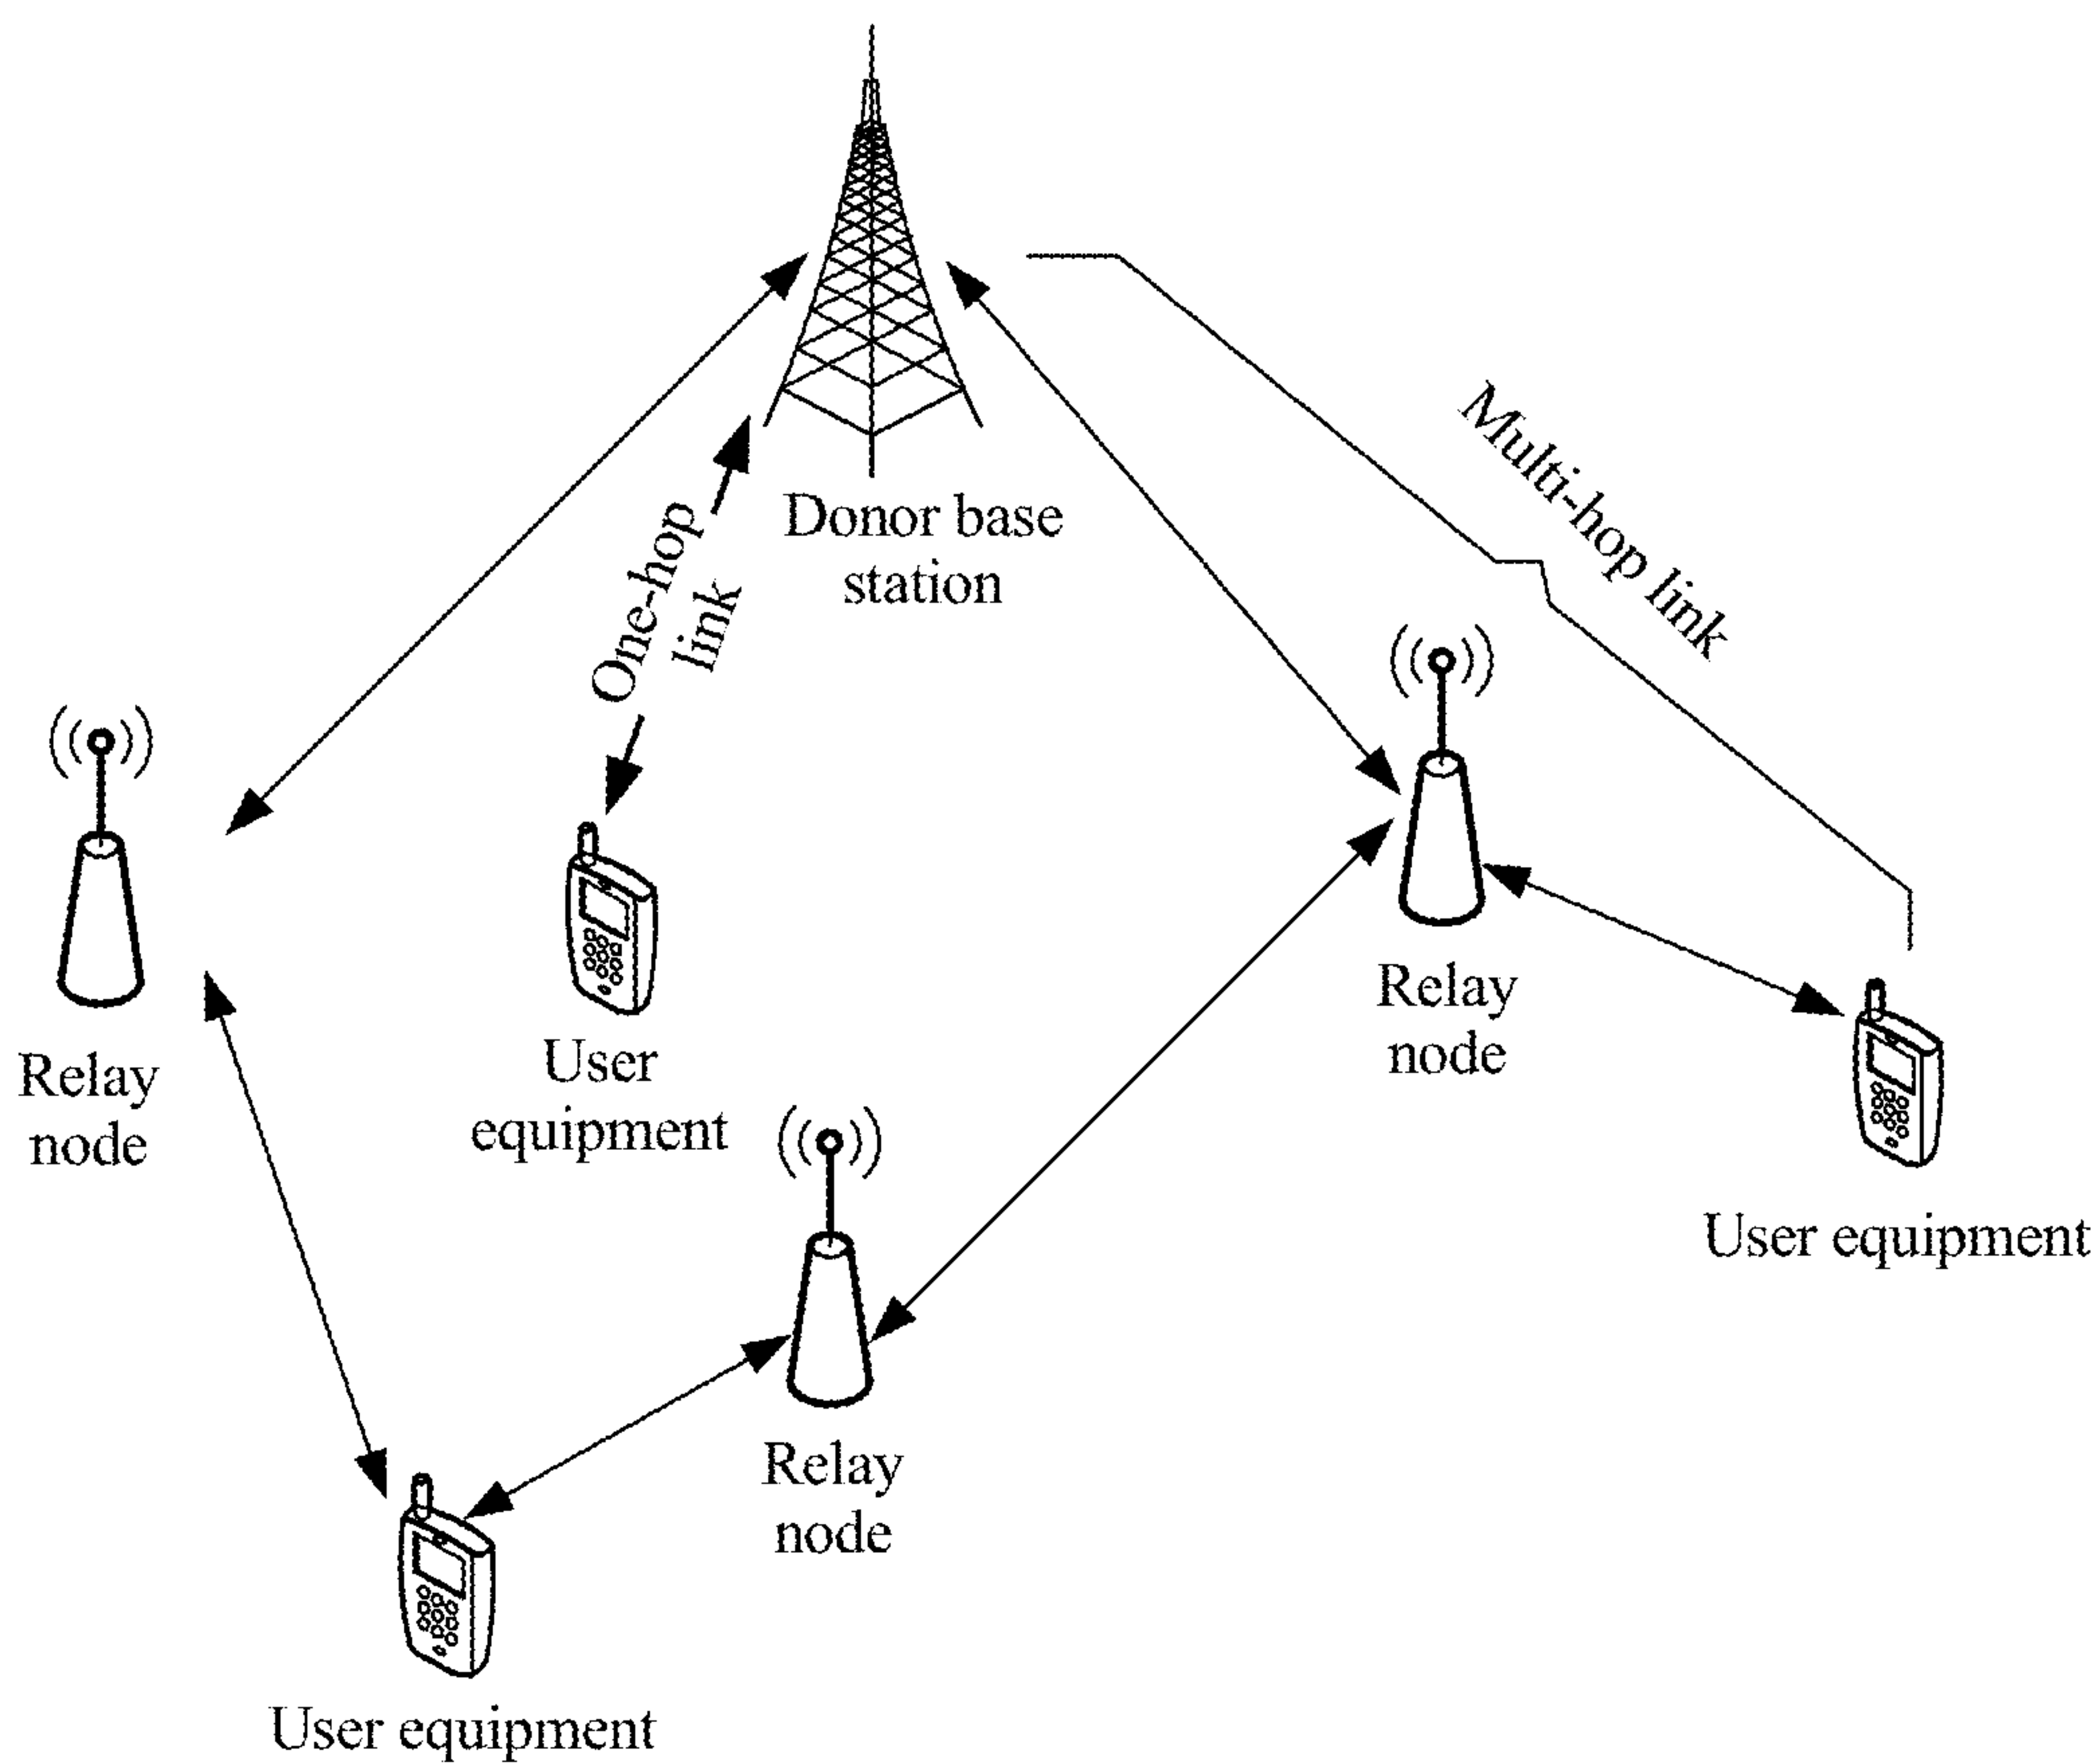 Donor base
station
One-hop
link
Multi-hop link
Relay
node
User
equipment
Relay
node
User equipment
Relay
node
User equipment